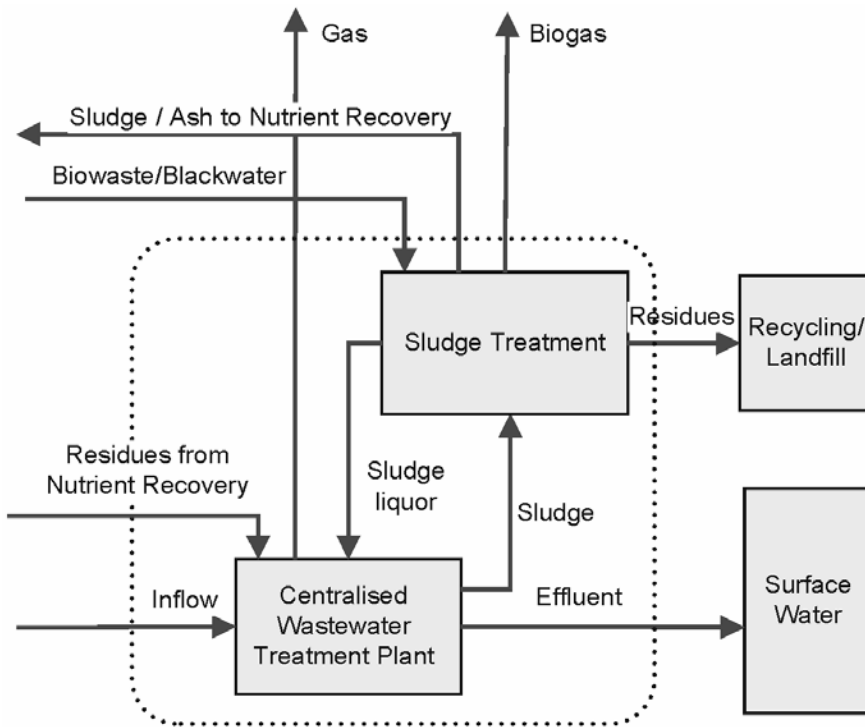 Gas
Biogas
Sludge / Ash to Nutrient Recovery
Biowaste/Blackwater
Sludge Treatment
Residues
Recycling/
Landfill
Residues from
Nutrient Recovery
Sludge
liquor
Sludge
Inflow
Centralised
Wastewater
Treatment Plant
Effluent
Surface
Water